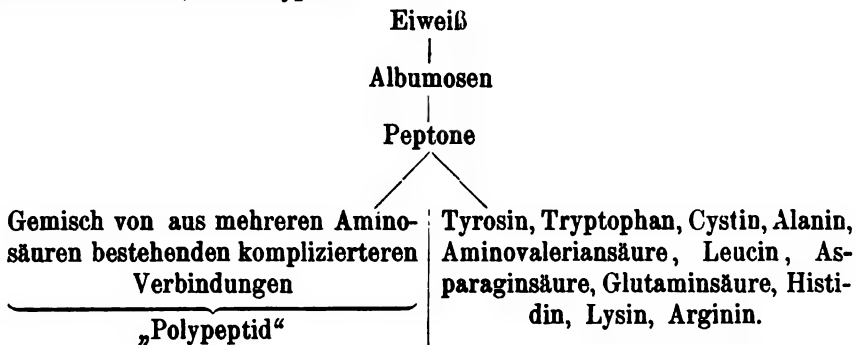 Eiweiß
Albumosen
Peptone
Gemisch von aus mehreren Amino-
säuren bestehenden komplizierteren
Verbindungen
„Polypeptid“
Tyrosin, Tryptophan, Cystin, Alanin,
Aminovaleriansäure, Leucin, As-
paraginsäure, Glutaminsäure, Histi-
din, Lysin, Arginin.